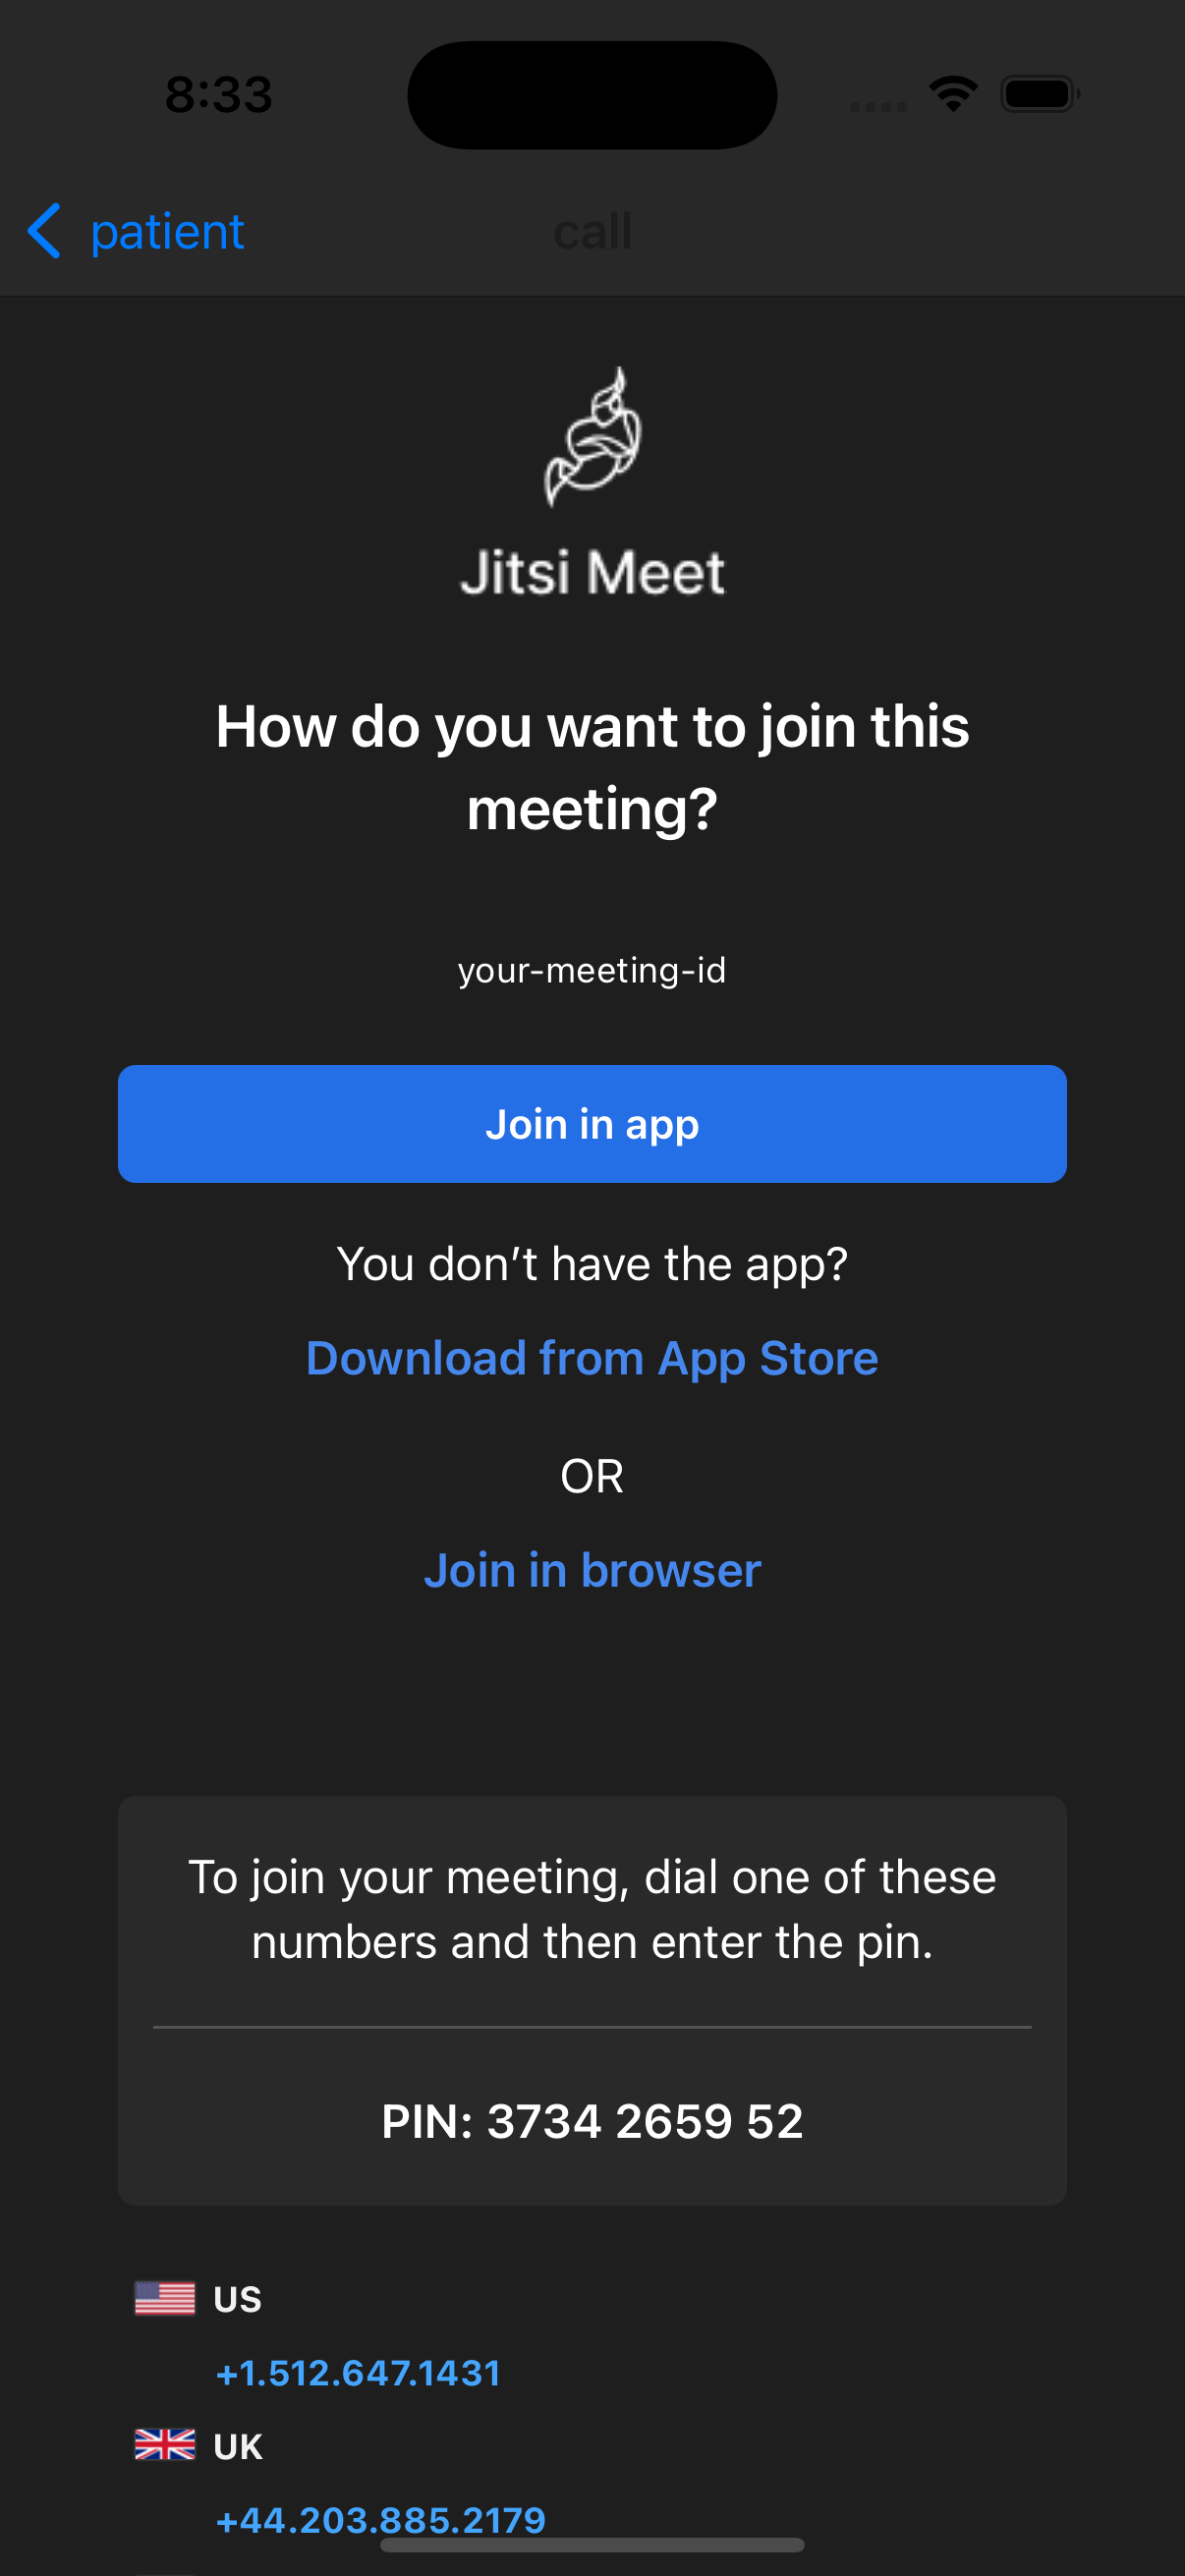 8:33
patient
call
Jitsi Meet
How do you want to join this
meeting?
your-meeting-id
Join in app
You don’t have the app?
Download from App Store
OR
Join in browser
To join your meeting, dial one of these
numbers and then enter the pin.
PIN: 3734 2659 52
US
+1.512.647.1431
UK
+44.203.885.2179